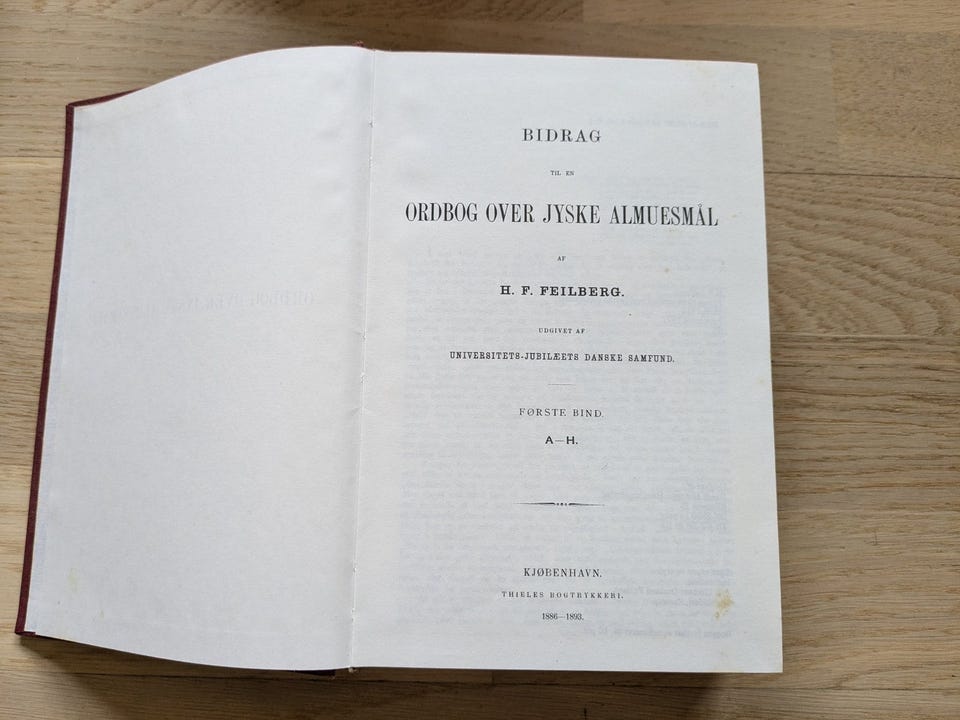 BIDRAG
TIL EN
ORDBOG OVER JYSKE ALMUESMÅL
AF
H. F. FEILBERG.
UDGIVET AF
UNIVERSITETS-JUBILÆETS DANSKE SAMFUND.
FØRSTE BIND.
A—H.
KJØBENHAVN.
THIELES BOGTRYKKERI.
1886—1893.